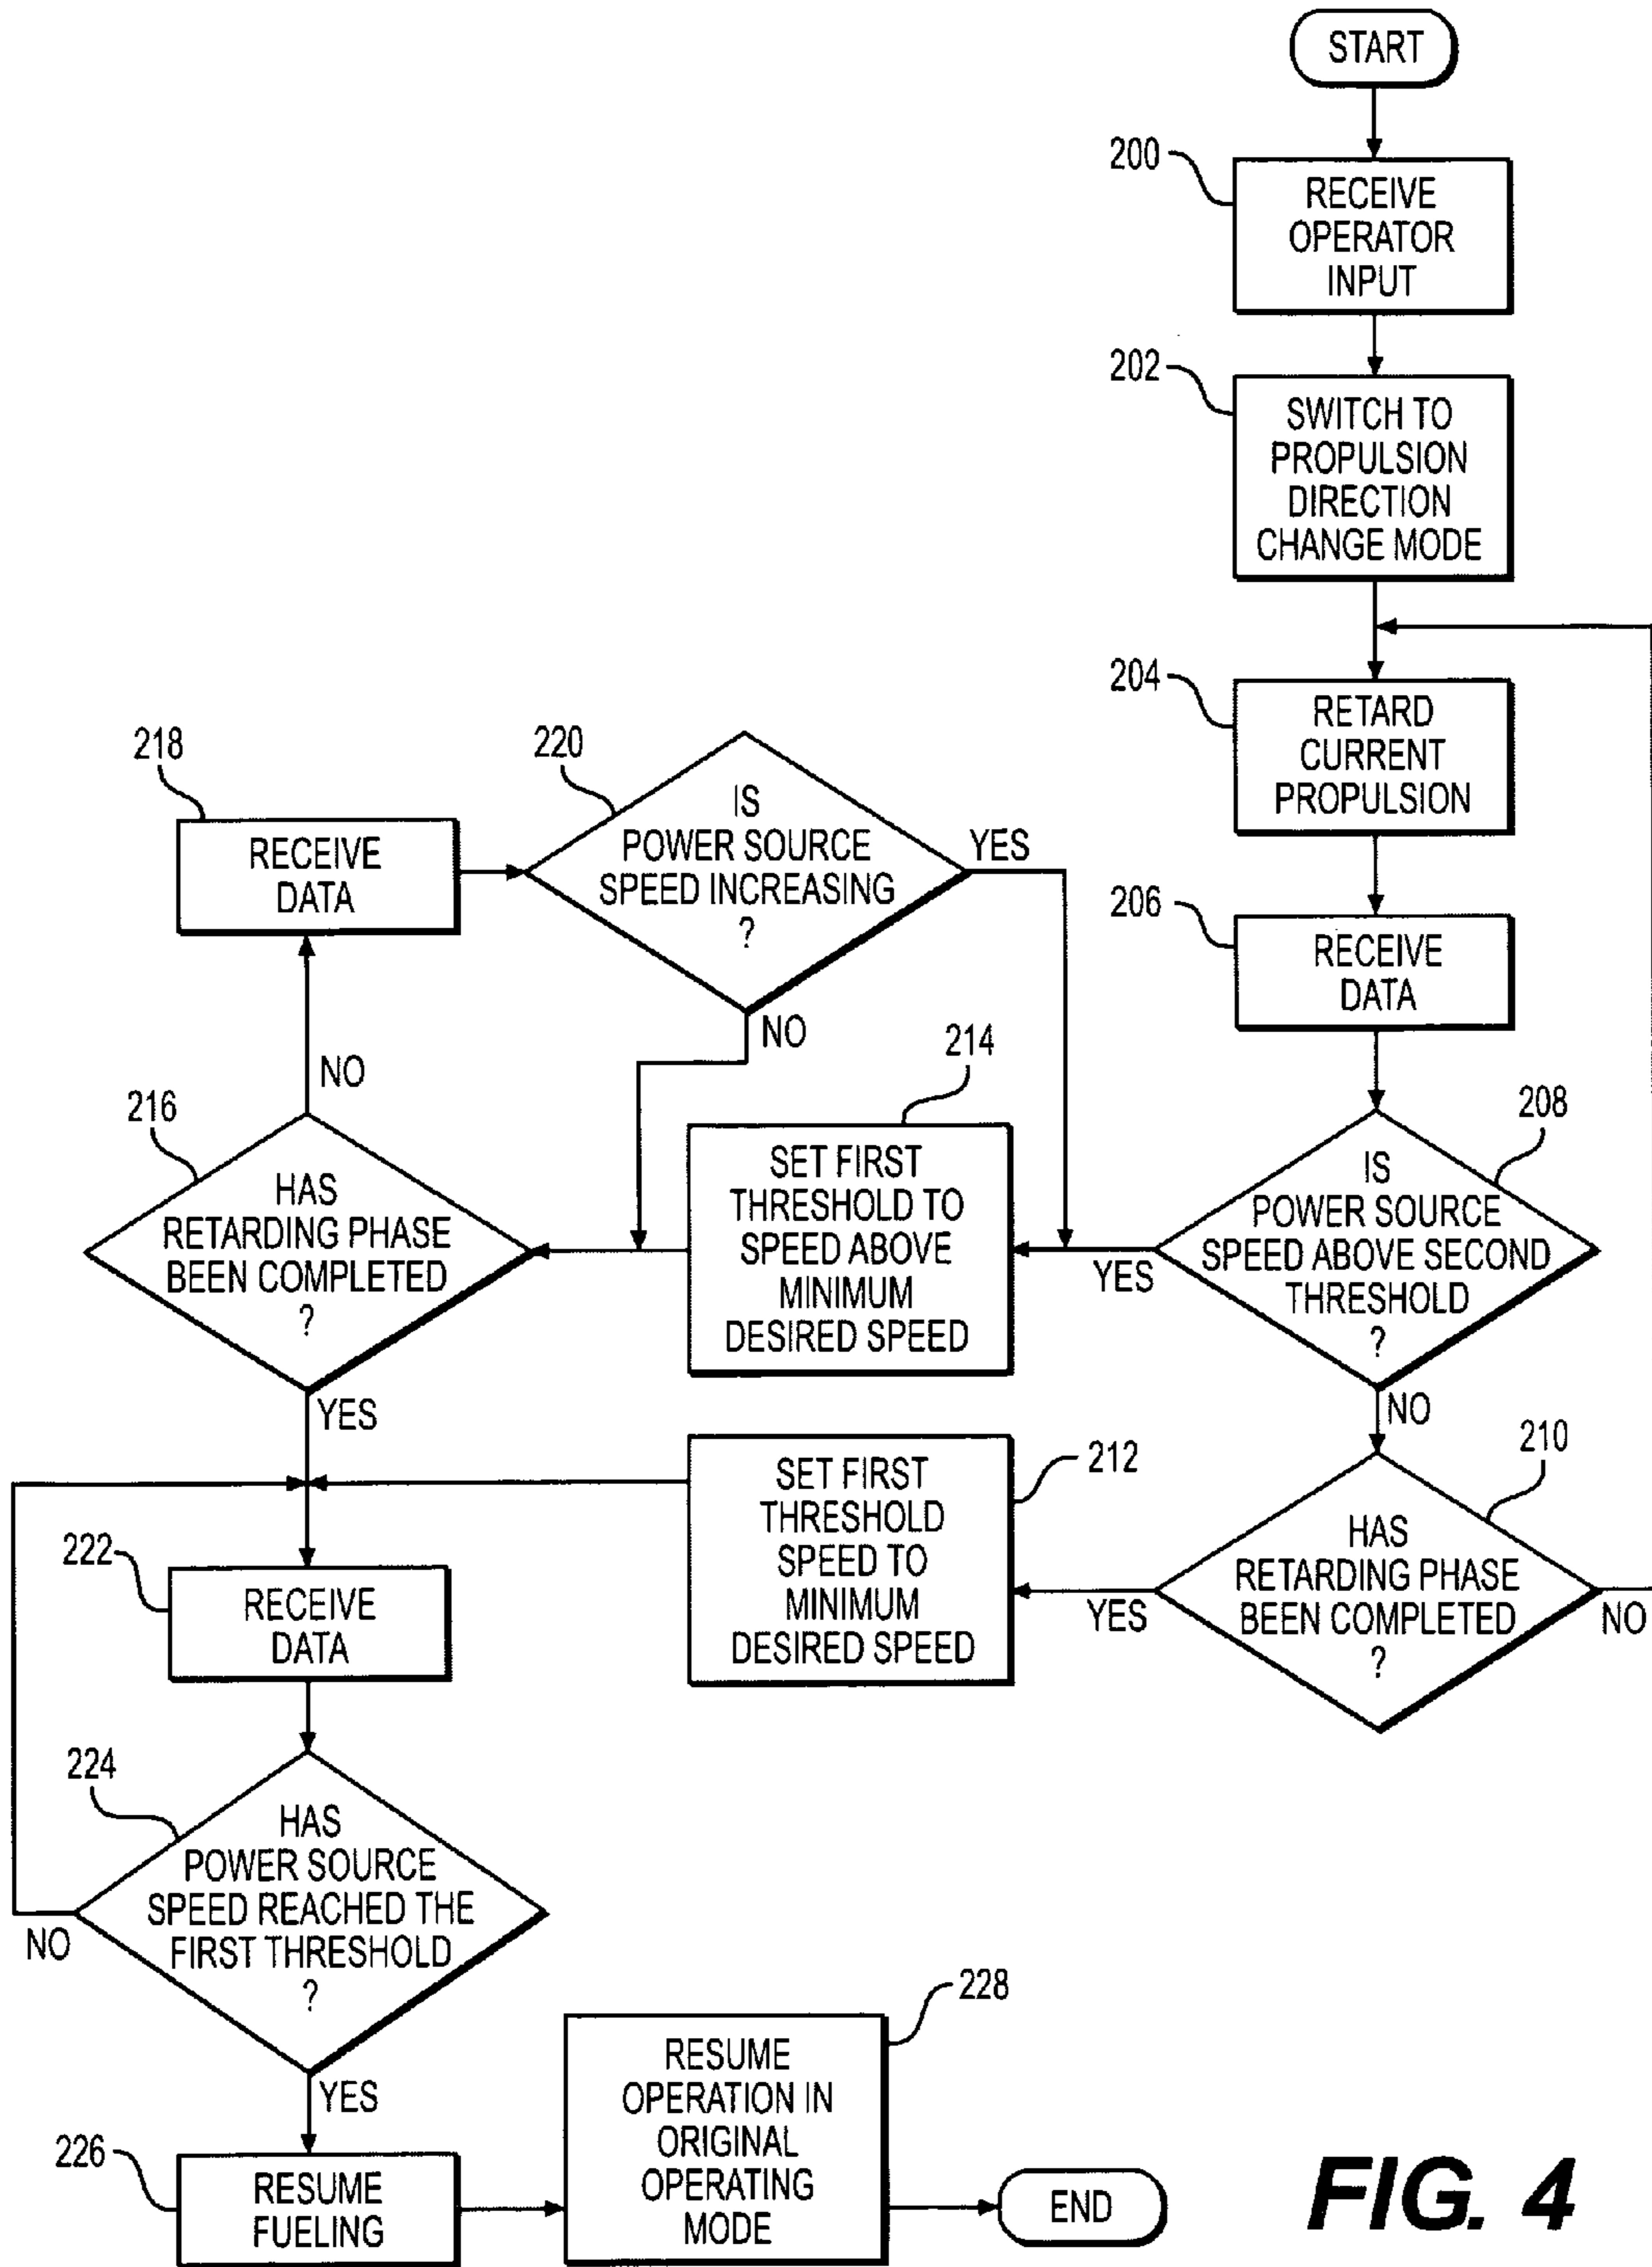 START
200
RECEIVE
OPERATOR
INPUT
202
SWITCH TO
PROPULSION
DIRECTION
CHANGE MODE
204
RETARD
CURRENT
PROPULSION
206
RECEIVE
DATA
208
IS
POWER SOURCE
SPEED ABOVE SECOND
THRESHOLD
?
YES
NO
210
HAS
RETARDING PHASE
BEEN COMPLETED
?
YES
NO
212
SET FIRST
THRESHOLD
SPEED TO
MINIMUM
DESIRED SPEED
214
SET FIRST
THRESHOLD TO
SPEED ABOVE
MINIMUM
DESIRED SPEED
216
HAS
RETARDING PHASE
BEEN COMPLETED
?
NO
YES
218
RECEIVE
DATA
220
IS
POWER SOURCE
SPEED INCREASING
?
YES
NO
222
RECEIVE
DATA
224
HAS
POWER SOURCE
SPEED REACHED THE
FIRST THRESHOLD
?
NO
YES
226
RESUME
FUELING
228
RESUME
OPERATION IN
ORIGINAL
OPERATING
MODE
END
FIG. 4